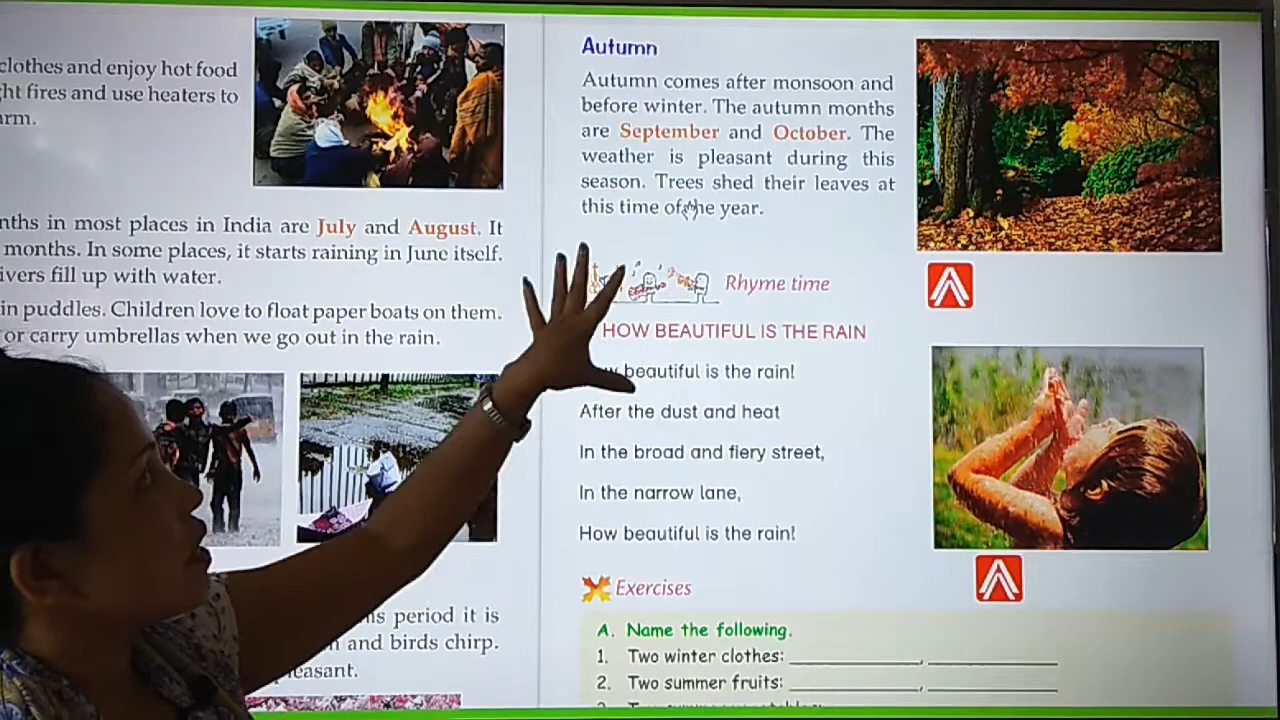 clothes and enjoy hot food
ht fires and use heaters to
arm.
nths in most places in India are July and August. It
months. In some places, it starts raining in June itself.
ivers fill up with water.
in puddles. Children love to float paper boats on them.
or carry umbrellas when we go out in the rain.
period it is
and birds chirp.
easant.
Autumn
Autumn comes after monsoon and
before winter. The autumn months
are September and October. The
weather is pleasant during this
season. Trees shed their leaves at
this time of the year.
Rhyme time
HOW BEAUTIFUL IS THE RAIN
beautiful is the rain!
After the dust and heat
In the broad and fiery street,
In the narrow lane,
How beautiful is the rain!
Exercises
A. Name the following.
1. Two winter clothes: ________, ________
2. Two summer fruits: ________, ________